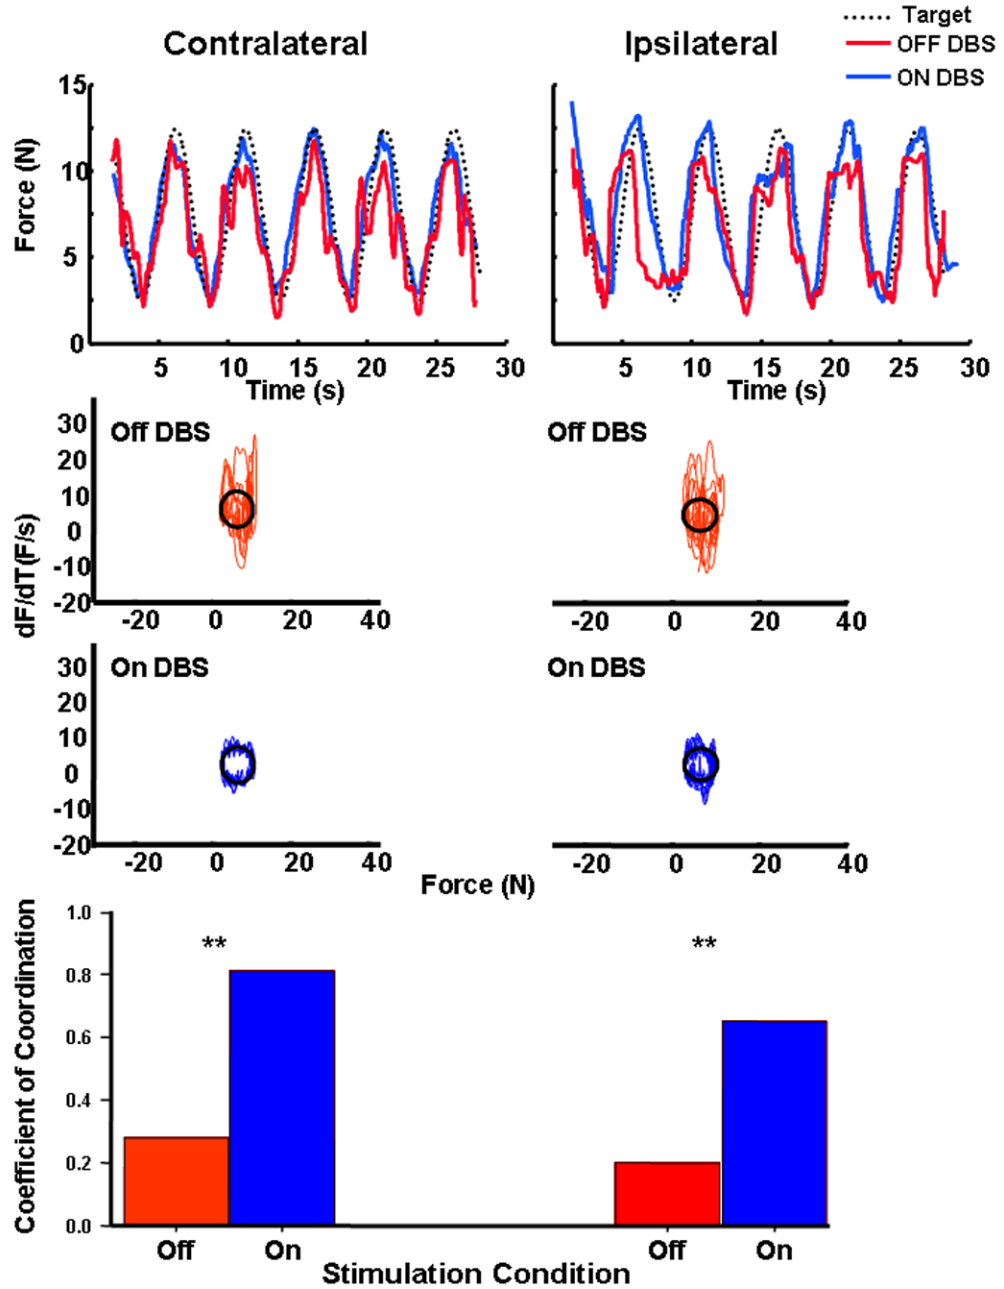 Target
OFF DBS
ON DBS
Contralateral
Ipsilateral
Force (N)
15
10
5
0
5 10 15 20 25 30
Time (s)
5 10 15 20 25 30
Time (s)
dF/dT(F/s)
Off DBS
30
20
10
0
-10
-20
-20 0 20 40
Off DBS
-20 0 20 40
On DBS
30
20
10
0
-10
-20
-20 0 20 40
On DBS
-20 0 20 40
Force (N)
Coefficient of Coordination
1.0
0.8
0.6
0.4
0.2
0.0
**
**
Off On
Off On
Stimulation Condition